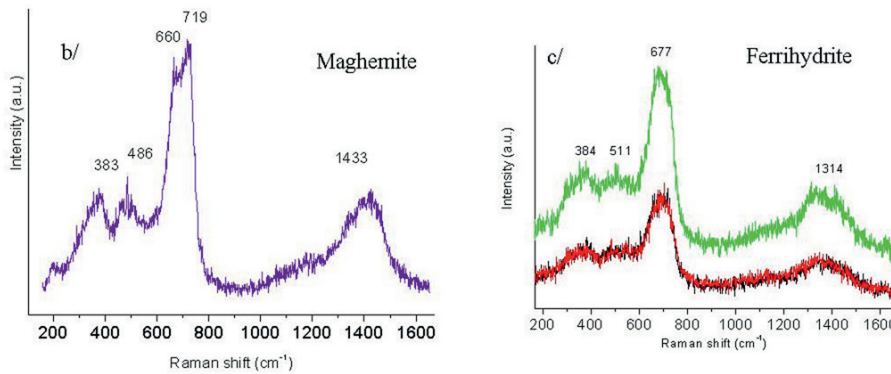 b/
Maghemite
660
719
383
486
1433
Intensity (a.u.)
200 400 600 800 1000 1200 1400 1600
Raman shift (cm⁻¹)
c/
Ferrihydrite
677
384
511
1314
Intensity (a.u.)
200 400 600 800 1000 1200 1400 1600
Raman shift (cm⁻¹)